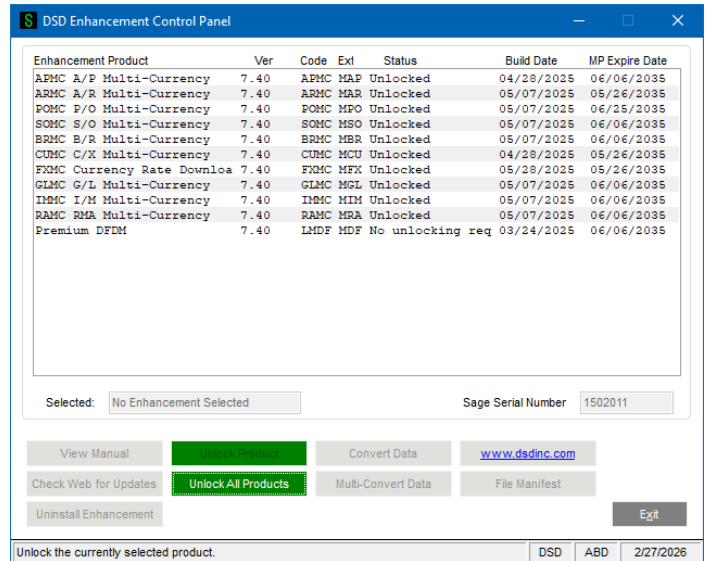 S DSD Enhancement Control Panel
Enhancement Product Ver Code Ext Status Build Date MP Expire Date
APMC A/P Multi-Currency 7.40 APMC MAP Unlocked 04/28/2025 06/06/2035
ARMC A/R Multi-Currency 7.40 ARMC MAR Unlocked 05/07/2025 05/26/2035
POMC P/O Multi-Currency 7.40 POMC MPO Unlocked 05/07/2025 06/25/2035
SOMC S/O Multi-Currency 7.40 SOMC MSO Unlocked 05/07/2025 06/06/2035
BRMC B/R Multi-Currency 7.40 BRMC MBR Unlocked 05/07/2025 06/06/2035
CUMC C/X Multi-Currency 7.40 CUMC MCU Unlocked 04/28/2025 05/26/2035
FXMC Currency Rate Downloa 7.40 FXMC MFX Unlocked 05/28/2025 05/26/2035
GLMC G/L Multi-Currency 7.40 GLMC MGL Unlocked 05/07/2025 06/06/2035
IMMC I/M Multi-Currency 7.40 IMMC MIM Unlocked 05/07/2025 06/06/2035
RAMC RMA Multi-Currency 7.40 RAMC MRA Unlocked 05/07/2025 06/06/2035
Premium DFDM 7.40 LMDF MDF No unlocking req 03/24/2025 06/06/2035
Selected: No Enhancement Selected Sage Serial Number 1502011
View Manual Unlock Product Convert Data www.dsdinc.com
Check Web for Updates Unlock All Products Multi-Convert Data File Manifest
Uninstall Enhancement Exit
Unlock the currently selected product. DSD ABD 2/27/2026